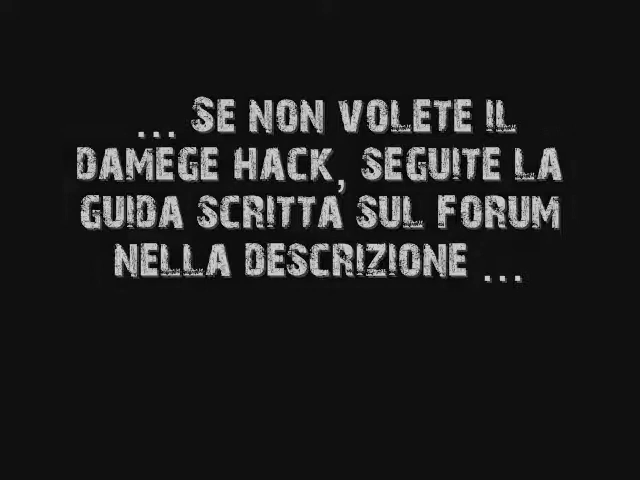 ... SE NON VOLETE IL
DAMEGE HACK, SEGUITE LA
GUIDA SCRITTA SUL FORUM
NELLA DESCRIZIONE ...